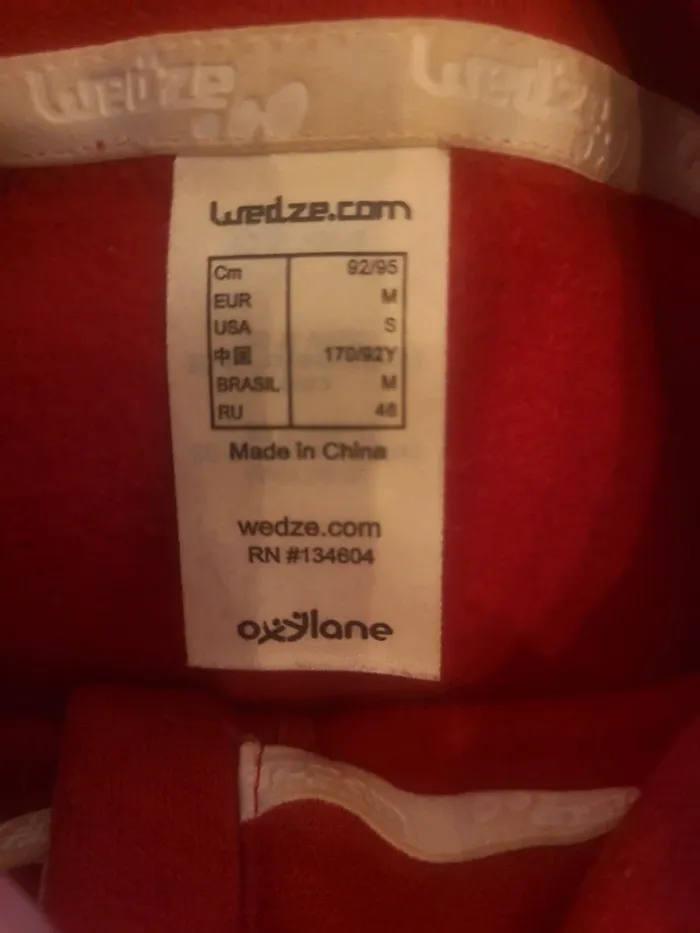 wedze
wedze
wedze.com
Cm 92/95
EUR M
USA S
中国 170/92Y
BRASIL M
RU
Made in China
wedze.com
RN #134604
oxylane